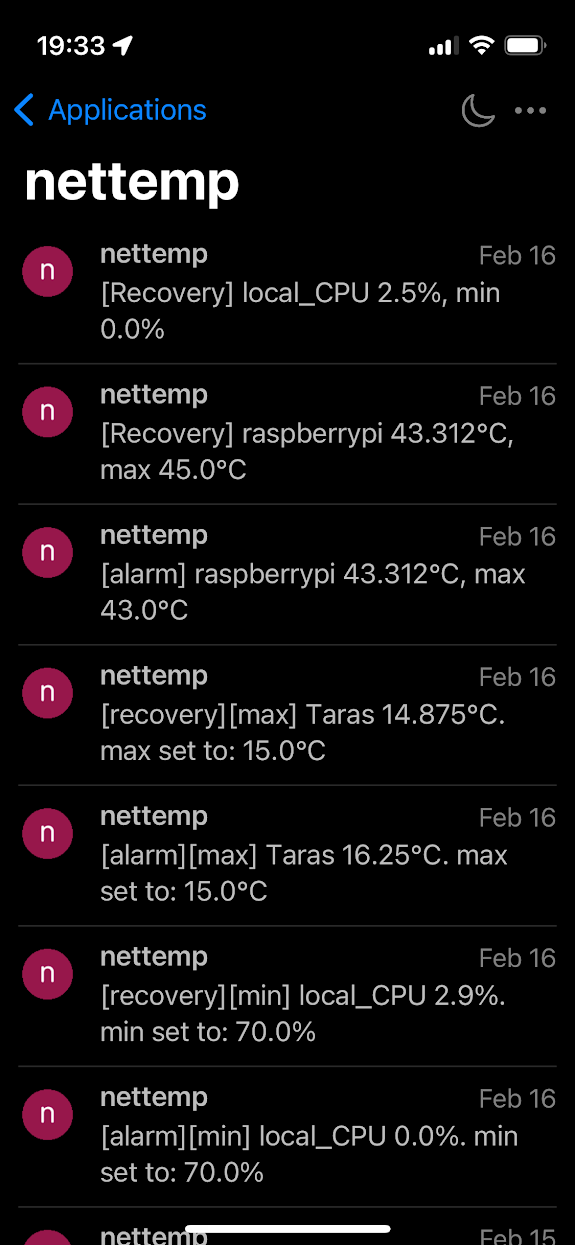 19:33
Applications
nettemp
n
nettemp
Feb 16
[Recovery] local_CPU 2.5%, min
0.0%
n
nettemp
Feb 16
[Recovery] raspberrypi 43.312°C,
max 45.0°C
n
nettemp
Feb 16
[alarm] raspberrypi 43.312°C, max
43.0°C
n
nettemp
Feb 16
[recovery][max] Taras 14.875°C.
max set to: 15.0°C
n
nettemp
Feb 16
[alarm][max] Taras 16.25°C. max
set to: 15.0°C
n
nettemp
Feb 16
[recovery][min] local_CPU 2.9%.
min set to: 70.0%
n
nettemp
Feb 16
[alarm][min] local_CPU 0.0%. min
set to: 70.0%
nettemp
Feb 15